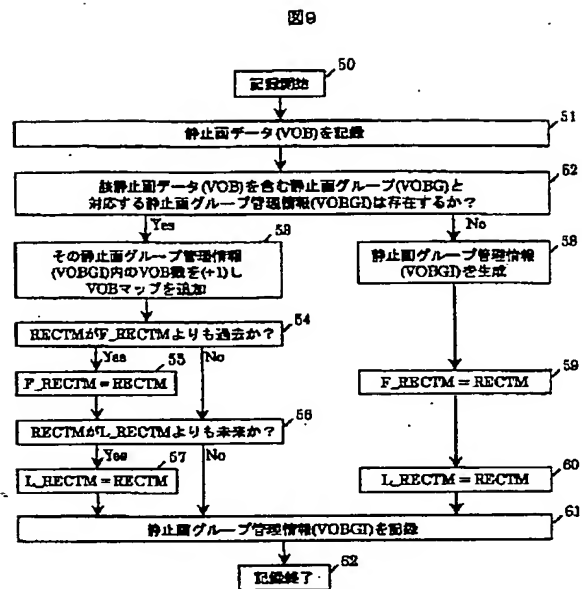 図9
50
記録開始
51
静止画データ(VOB)を記録
52
該静止画データ(VOB)を含む静止画グループ(VOBG)と
対応する静止画グループ管理情報(VOBGI)は存在するか?
Yes
No
53
その静止画グループ管理情報
(VOBGI)内のVOB数を(+1)し
VOBマップを追加
58
静止画グループ管理情報
(VOBGI)を生成
54
RECTMがF_RECTMよりも過去か?
Yes
No
55
F_RECTM=RECTM
59
F_RECTM=RECTM
56
RECTMがL_RECTMよりも未来か?
Yes
No
57
L_RECTM=RECTM
60
L_RECTM=RECTM
61
静止画グループ管理情報(VOBGI)を記録
62
記録終了